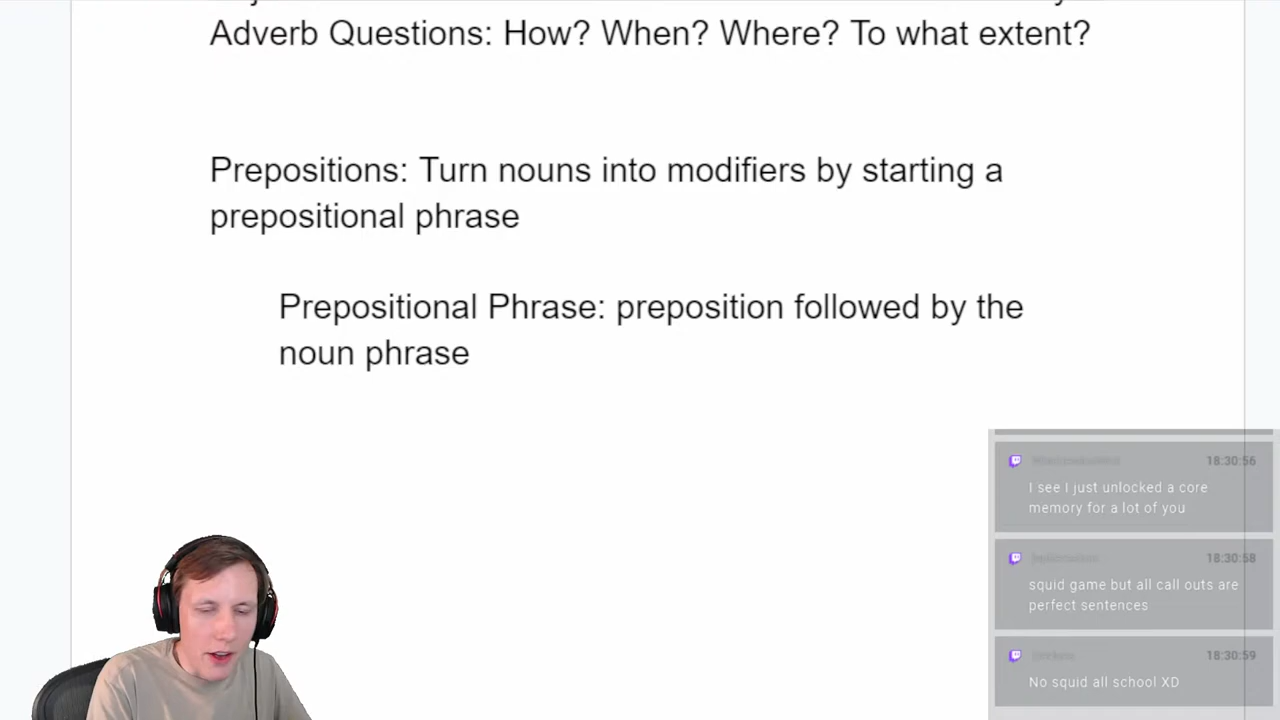 Adverb Questions: How? When? Where? To what extent?
Prepositions: Turn nouns into modifiers by starting a
prepositional phrase
Prepositional Phrase: preposition followed by the
noun phrase
18:30:56
I see I just unlocked a core
memory for a lot of you
18:30:58
squid game but all call outs are
perfect sentences
18:30:59
No squid all school XD